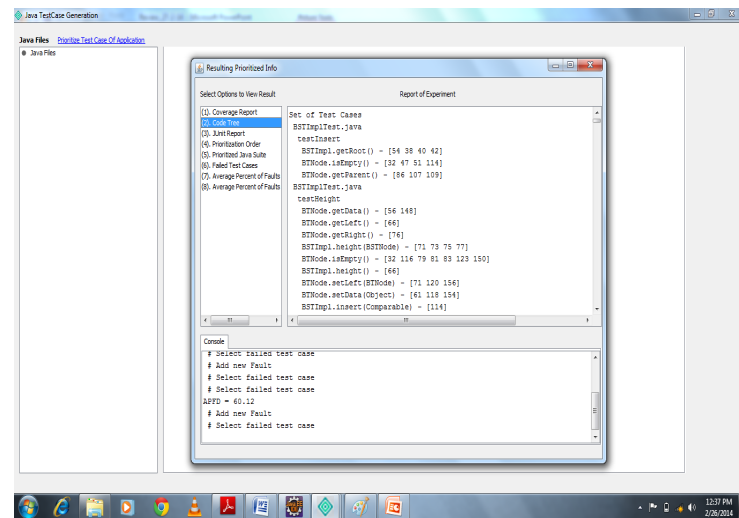 Java TestCase Generation
Java Files Prioritize Test Case Of Application
Java Files
Resulting Prioritized Info
Select Options to View Result
Report of Experiment
(1). Coverage Report
(2). Code Tree
(3). JUnit Report
(4). Prioritization Order
(5). Prioritized Java Suite
(6). Failed Test Cases
(7). Average Percent of Faults
(8). Average Percent of Faults
Set of Test Cases
BSTImplTest.java
testInsert
BSTImpl.getRoot() - [54 38 40 42]
BTNode.isEmpty() - [32 47 51 114]
BTNode.getParent() - [86 107 109]
BSTImplTest.java
testHeight
BTNode.getData() - [56 148]
BTNode.getLeft() - [66]
BTNode.getRight() - [76]
BSTImpl.height(BSTNode) - [71 73 75 77]
BTNode.isEmpty() - [32 116 79 81 83 123 150]
BSTImpl.height() - [66]
BTNode.setLeft(BTNode) - [71 120 156]
BTNode.setData(Object) - [61 118 154]
BSTImpl.insert(Comparable) - [114]
Console
# Select failed test case
# Add new Fault
# Select failed test case
# Select failed test case
APFD = 60.12
# Add new Fault
# Select failed test case
12:37 PM
2/26/2014